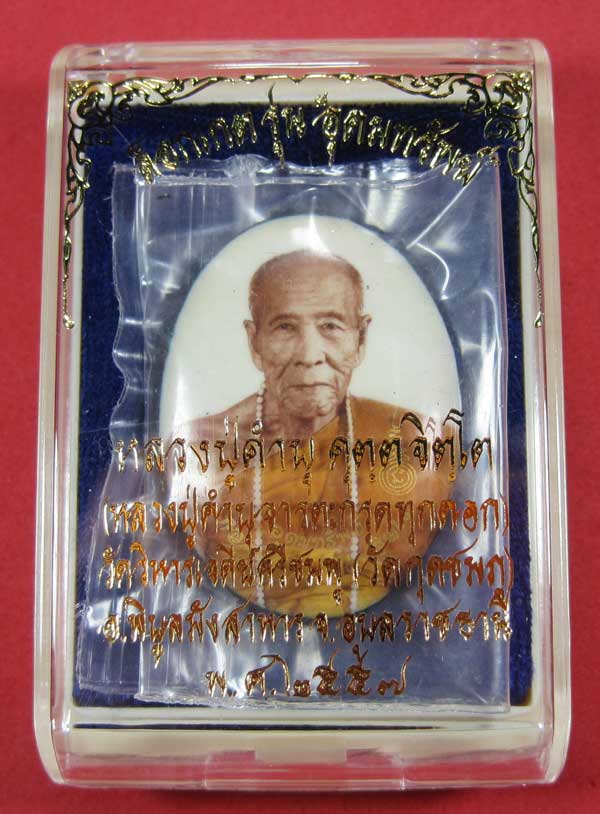 ล็อกเกต รุ่น อุดมทรัพย์
หลวงปู่คำพุ คุตฺตจิตฺโต
(หลวงปู่คำพุ จารตะกรุดทุกดอก)
วัดวิหารเจดีย์ศรีชมพู (วัดกุดชมภู)
อ.พิบูลมังสาหาร จ.อุบลราชธานี
พ.ศ.๒๕๕๗